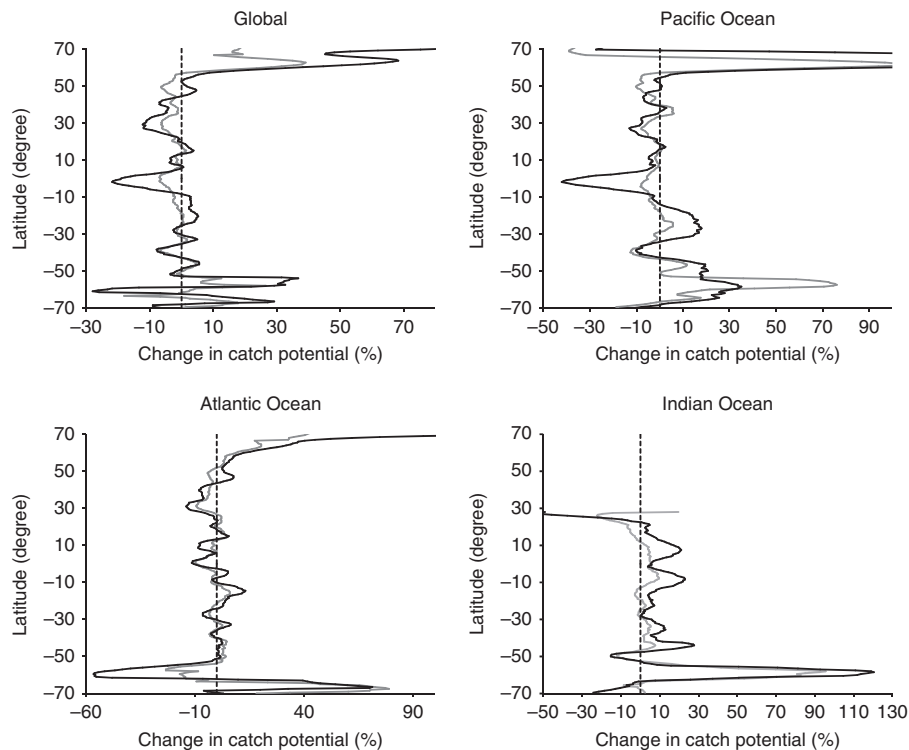 Global
Pacific Ocean
70
50
30
10
−10
−30
−50
−70
Latitude (degree)
−30 −10 10 30 50 70
Change in catch potential (%)
70
50
30
10
−10
−30
−50
−70
Latitude (degree)
−50 −30 −10 10 30 50 70 90
Change in catch potential (%)
Atlantic Ocean
Indian Ocean
70
50
30
10
−10
−30
−50
−70
Latitude (degree)
−60 −10 40 90
Change in catch potential (%)
70
50
30
10
−10
−30
−50
−70
Latitude (degree)
−50 −30 −10 10 30 50 70 90 110 130
Change in catch potential (%)